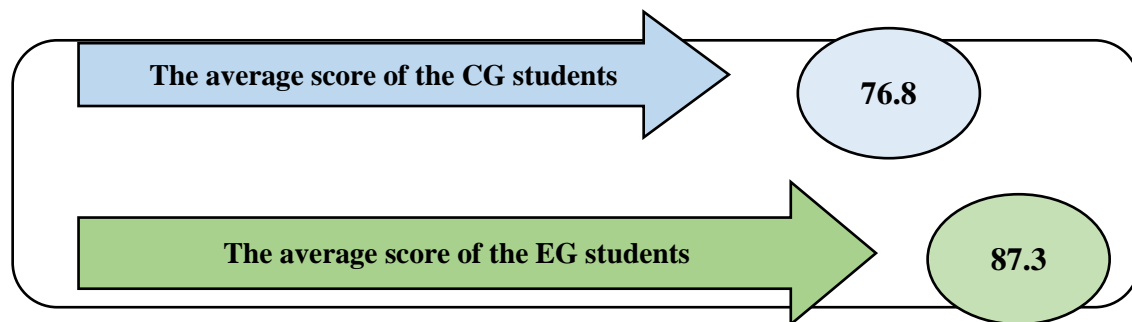 The average score of the CG students
76.8
The average score of the EG students
87.3